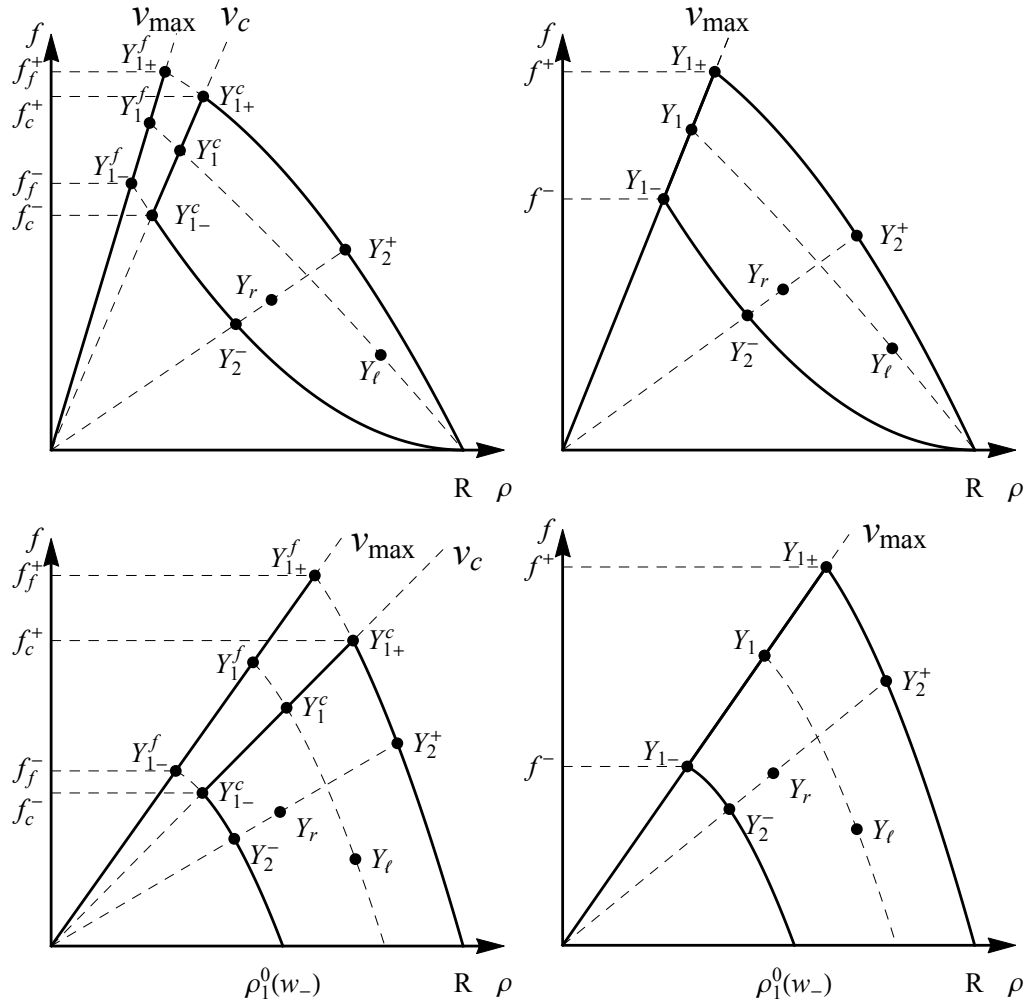 v_max v_c
f
f_f^+
f_c^+
f_f^-
f_c^-
Y_{1±}^f
Y_{1+}^c
Y_1^f
Y_1^c
Y_{1-}^f
Y_{1-}^c
Y_2^+
Y_r
Y_2^-
Y_ℓ
R ρ
v_max
f
f^+
f^-
Y_{1±}
Y_1
Y_{1-}
Y_2^+
Y_r
Y_2^-
Y_ℓ
R ρ
v_max
v_c
f
f_f^+
f_c^+
f_f^-
f_c^-
Y_{1±}^f
Y_{1+}^c
Y_1^f
Y_1^c
Y_{1-}^f
Y_{1-}^c
Y_2^+
Y_r
Y_2^-
Y_ℓ
ρ_1^0(w_-) R ρ
v_max
f
f^+
f^-
Y_{1±}
Y_1
Y_{1-}
Y_2^+
Y_r
Y_2^-
Y_ℓ
ρ_1^0(w_-) R ρ